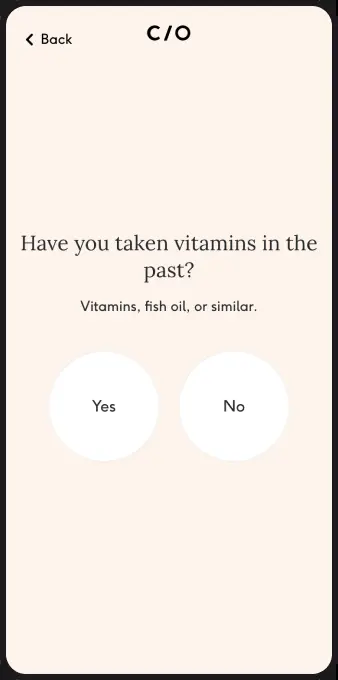 Back
C/O
Have you taken vitamins in the
past?
Vitamins, fish oil, or similar.
Yes
No